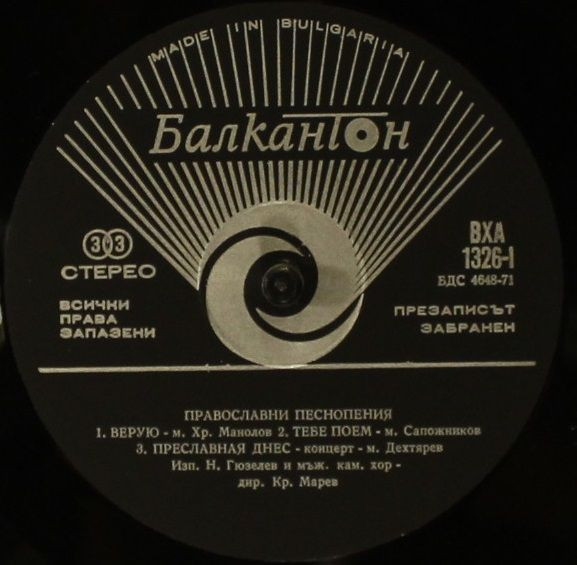 MADE IN BULGARIA
Балкантон
33
СТЕРЕО
ВСИЧКИ
ПРАВА
ЗАПАЗЕНИ
ВХА
1326-I
БДС 4648-71
ПРЕЗАПИСЪТ
ЗАБРАНЕН
ПРАВОСЛАВНИ ПЕСНОПЕНИЯ
1. ВЕРУЮ - м. Хр. Манолов 2. ТЕБЕ ПОЕМ - м. Сапожников
3. ПРЕСЛАВНАЯ ДНЕС - концерт - м. Дехтярев
Изп. Н. Гюзелев и мъж. кам. хор -
дир. Кр. Марев